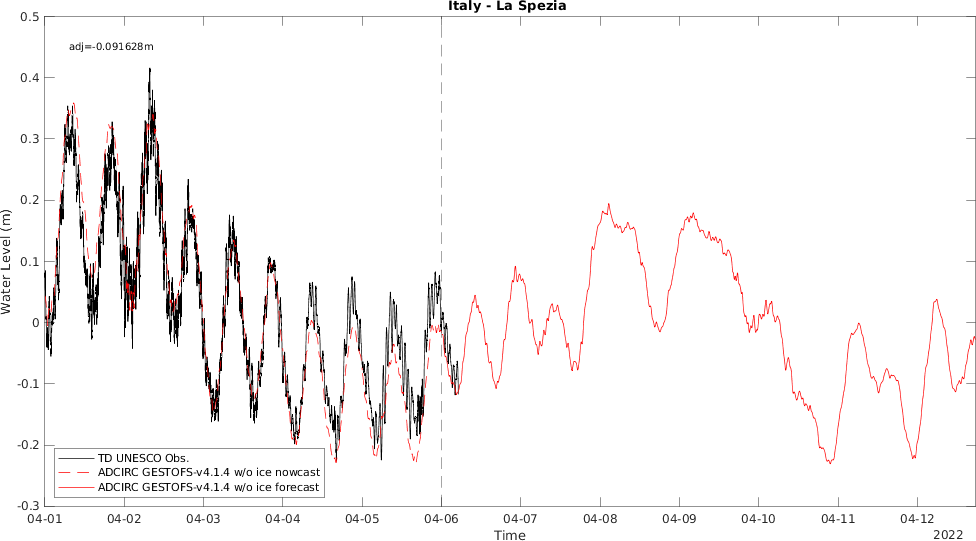 Italy - La Spezia
adj=-0.091628m
0.5
0.4
0.3
0.2
0.1
0
-0.1
-0.2
-0.3
Water Level (m)
TD UNESCO Obs.
ADCIRC GESTOFS-v4.1.4 w/o ice nowcast
ADCIRC GESTOFS-v4.1.4 w/o ice forecast
04-01 04-02 04-03 04-04 04-05 04-06 04-07 04-08 04-09 04-10 04-11 04-12
Time
2022